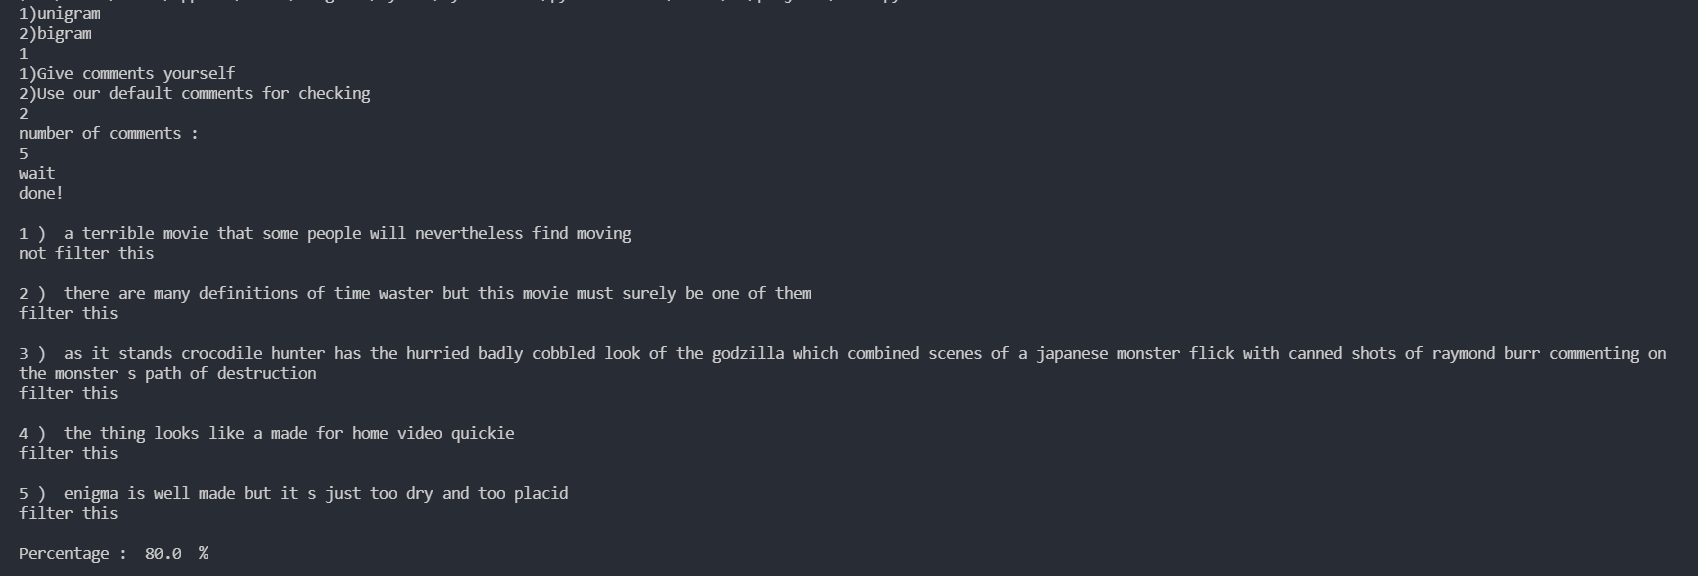 1)unigram
2)bigram
1
1)Give comments yourself
2)Use our default comments for checking
2
number of comments :
5
wait
done!
1 )  a terrible movie that some people will nevertheless find moving
not filter this
2 )  there are many definitions of time waster but this movie must surely be one of them
filter this
3 )  as it stands crocodile hunter has the hurried badly cobbled look of the godzilla which combined scenes of a japanese monster flick with canned shots of raymond burr commenting on
the monster s path of destruction
filter this
4 )  the thing looks like a made for home video quickie
filter this
5 )  enigma is well made but it s just too dry and too placid
filter this
Percentage :  80.0  %